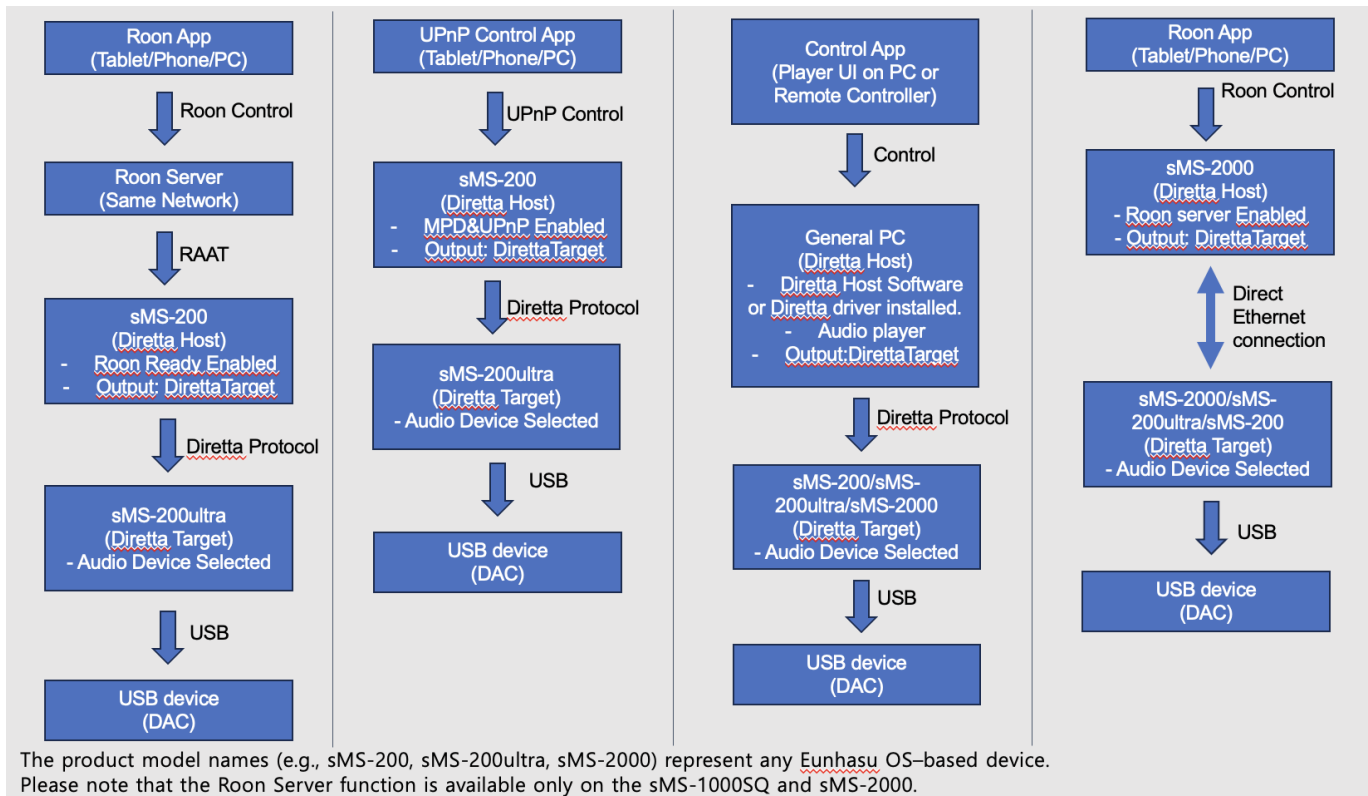 Roon App
(Tablet/Phone/PC)
Roon Control
Roon Server
(Same Network)
RAAT
sMS-200
(Diretta Host)
- Roon Ready Enabled
- Output: DirettaTarget
Diretta Protocol
sMS-200ultra
(Diretta Target)
- Audio Device Selected
USB
USB device
(DAC)
UPnP Control App
(Tablet/Phone/PC)
UPnP Control
sMS-200
(Diretta Host)
- MPD&UPnP Enabled
- Output: DirettaTarget
Diretta Protocol
sMS-200ultra
(Diretta Target)
- Audio Device Selected
USB
USB device
(DAC)
Control App
(Player UI on PC or
Remote Controller)
Control
General PC
(Diretta Host)
- Diretta Host Software
or Diretta driver installed.
- Audio player
- Output:DirettaTarget
Diretta Protocol
sMS-200/sMS-
200ultra/sMS-2000
(Diretta Target)
- Audio Device Selected
USB
USB device
(DAC)
Roon App
(Tablet/Phone/PC)
Roon Control
sMS-2000
(Diretta Host)
- Roon server Enabled
- Output: DirettaTarget
Direct
Ethernet
connection
sMS-2000/sMS-
200ultra/sMS-200
(Diretta Target)
- Audio Device Selected
USB
USB device
(DAC)
The product model names (e.g., sMS-200, sMS-200ultra, sMS-2000) represent any Eunhasu OS–based device.
Please note that the Roon Server function is available only on the sMS-1000SQ and sMS-2000.